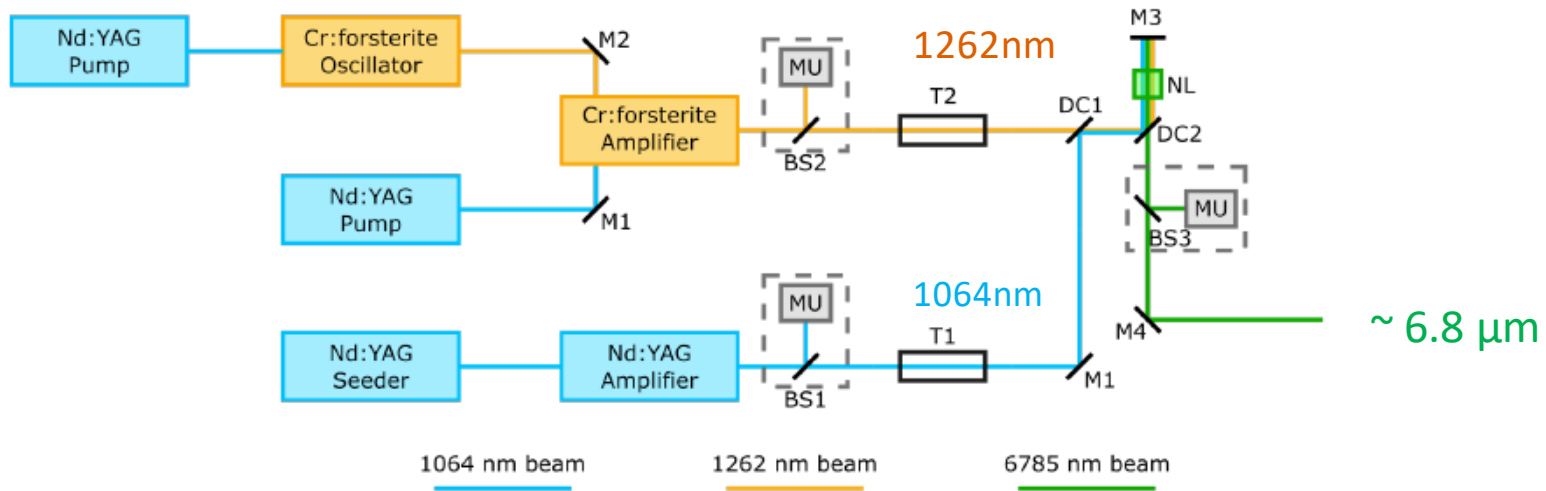 Nd:YAG
Pump
Cr:forsterite
Oscillator
M2
MU
BS2
1262nm
T2
DC1
M3
NL
DC2
Cr:forsterite
Amplifier
Nd:YAG
Pump
M1
MU
BS3
M4
~ 6.8 µm
Nd:YAG
Seeder
Nd:YAG
Amplifier
MU
BS1
1064nm
T1
M1
1064 nm beam
1262 nm beam
6785 nm beam